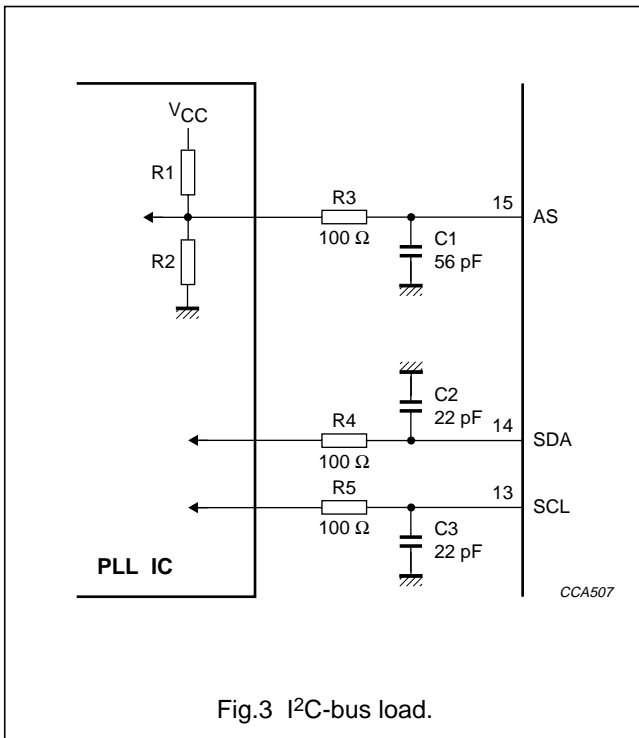 VCC
R1
R2
R3
100 Ω
15
AS
C1
56 pF
C2
22 pF
14
SDA
R4
100 Ω
R5
100 Ω
13
SCL
C3
22 pF
PLL IC
CCA507
Fig.3 I²C-bus load.